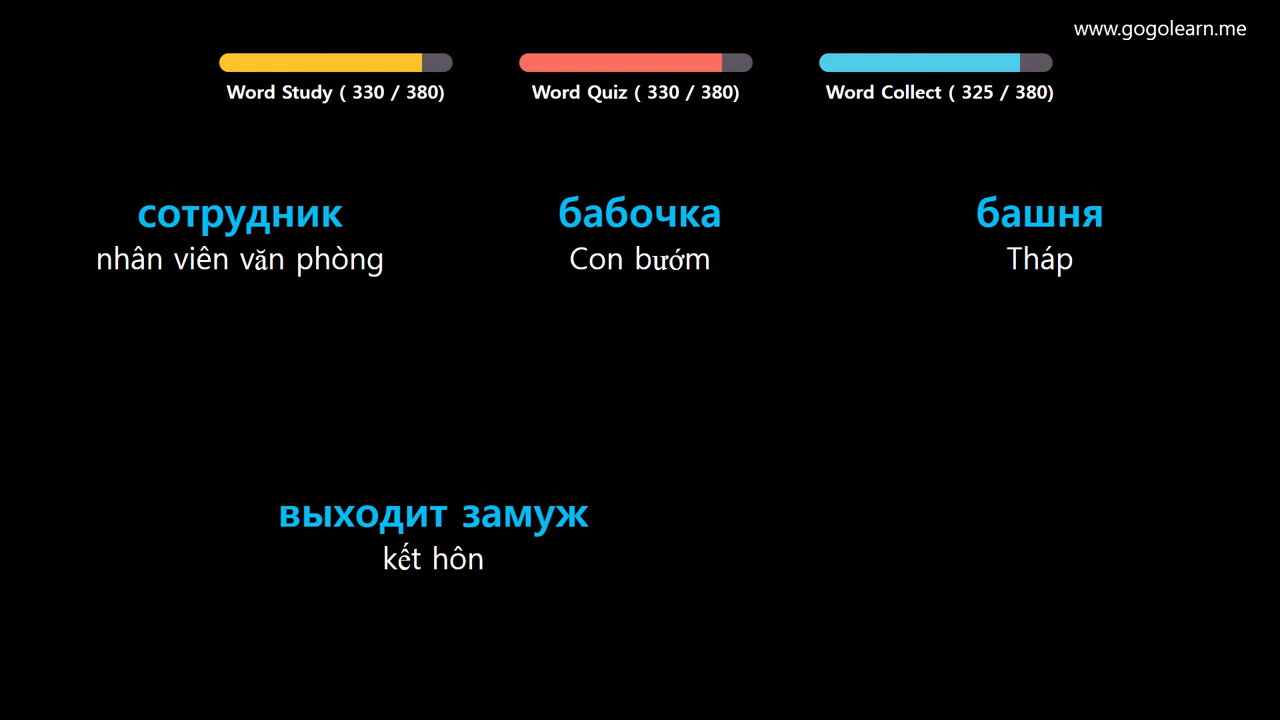 www.gogolearn.me
Word Study ( 330 / 380)
Word Quiz ( 330 / 380)
Word Collect ( 325 / 380)
сотрудник
nhân viên văn phòng
бабочка
Con bướm
башня
Tháp
выходит замуж
kết hôn